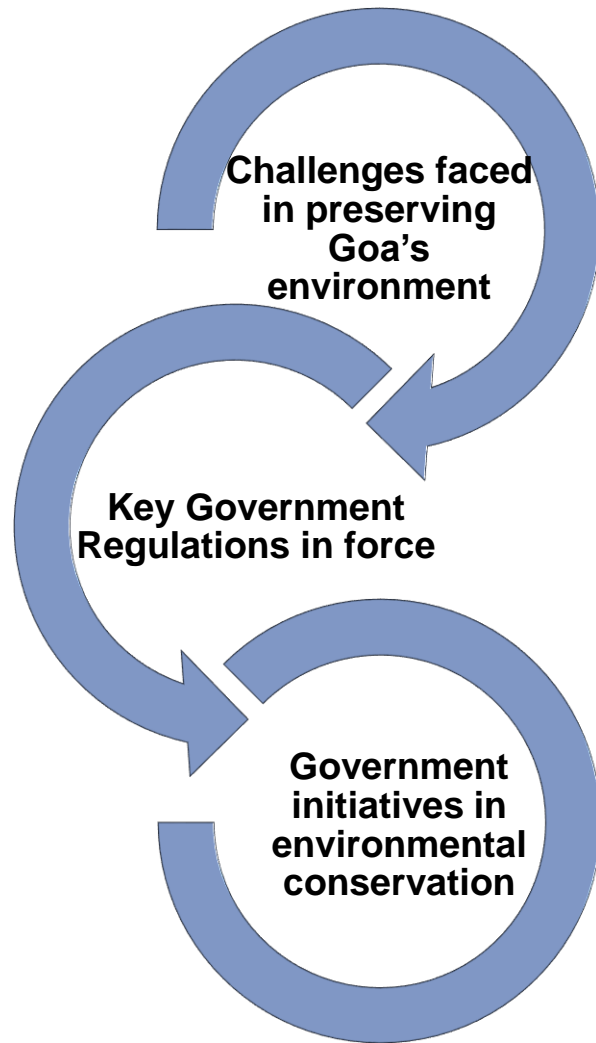 Challenges faced
in preserving
Goa’s
environment
Key Government
Regulations in force
Government
initiatives in
environmental
conservation